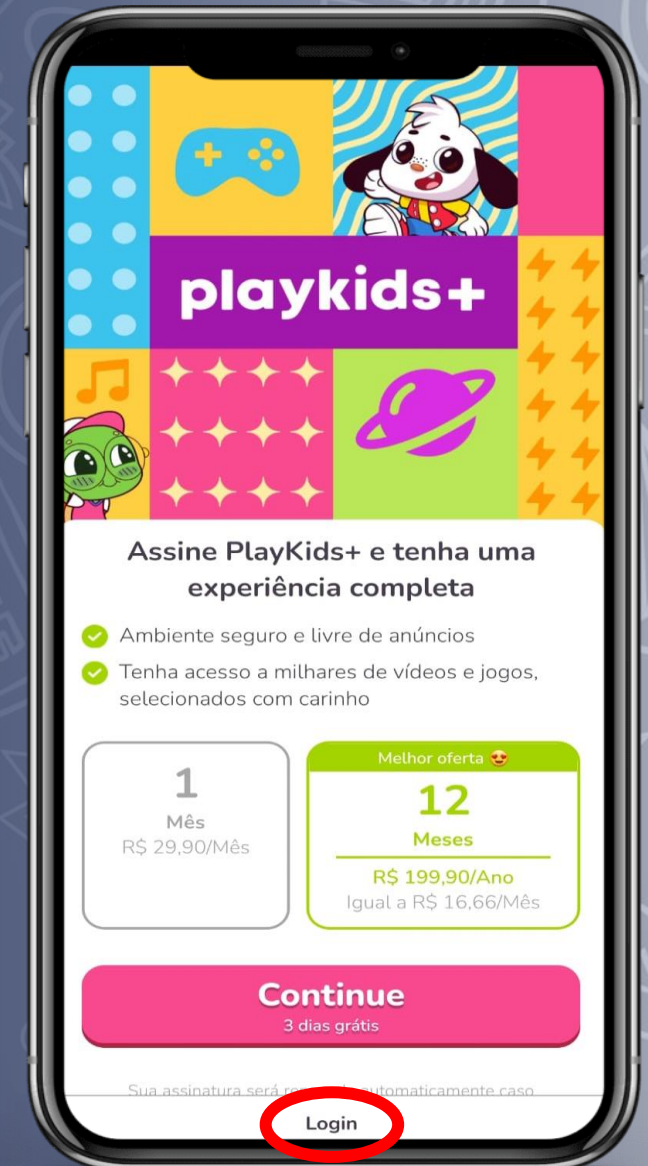 playkids+
Assine PlayKids+ e tenha uma
experiência completa
Ambiente seguro e livre de anúncios
Tenha acesso a milhares de vídeos e jogos,
selecionados com carinho
1
Mês
R$ 29,90/Mês
Melhor oferta 😍
12
Meses
R$ 199,90/Ano
Igual a R$ 16,66/Mês
Continue
3 dias grátis
Sua assinatura será automaticamente caso
Login